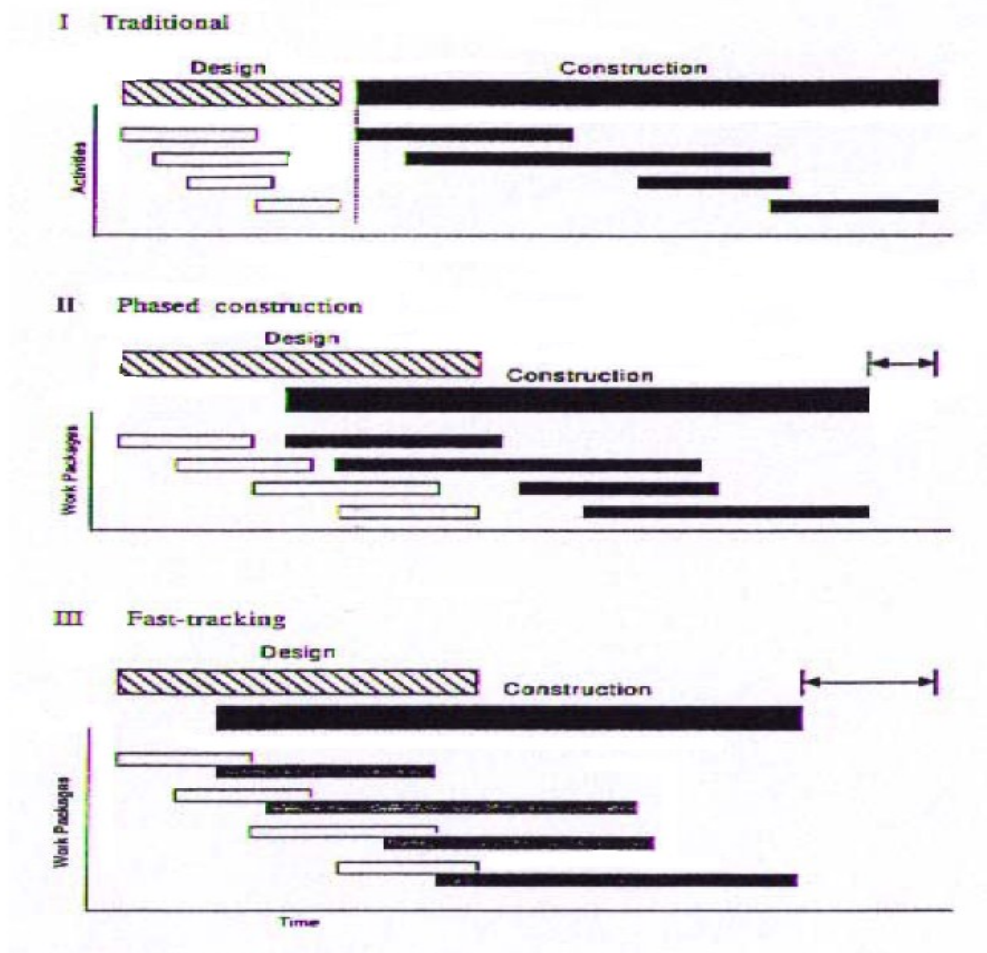 I Traditional
Design
Construction
Activities
II Phased construction
Design
Construction
Work Packages
III Fast-tracking
Design
Construction
Work Packages
Time